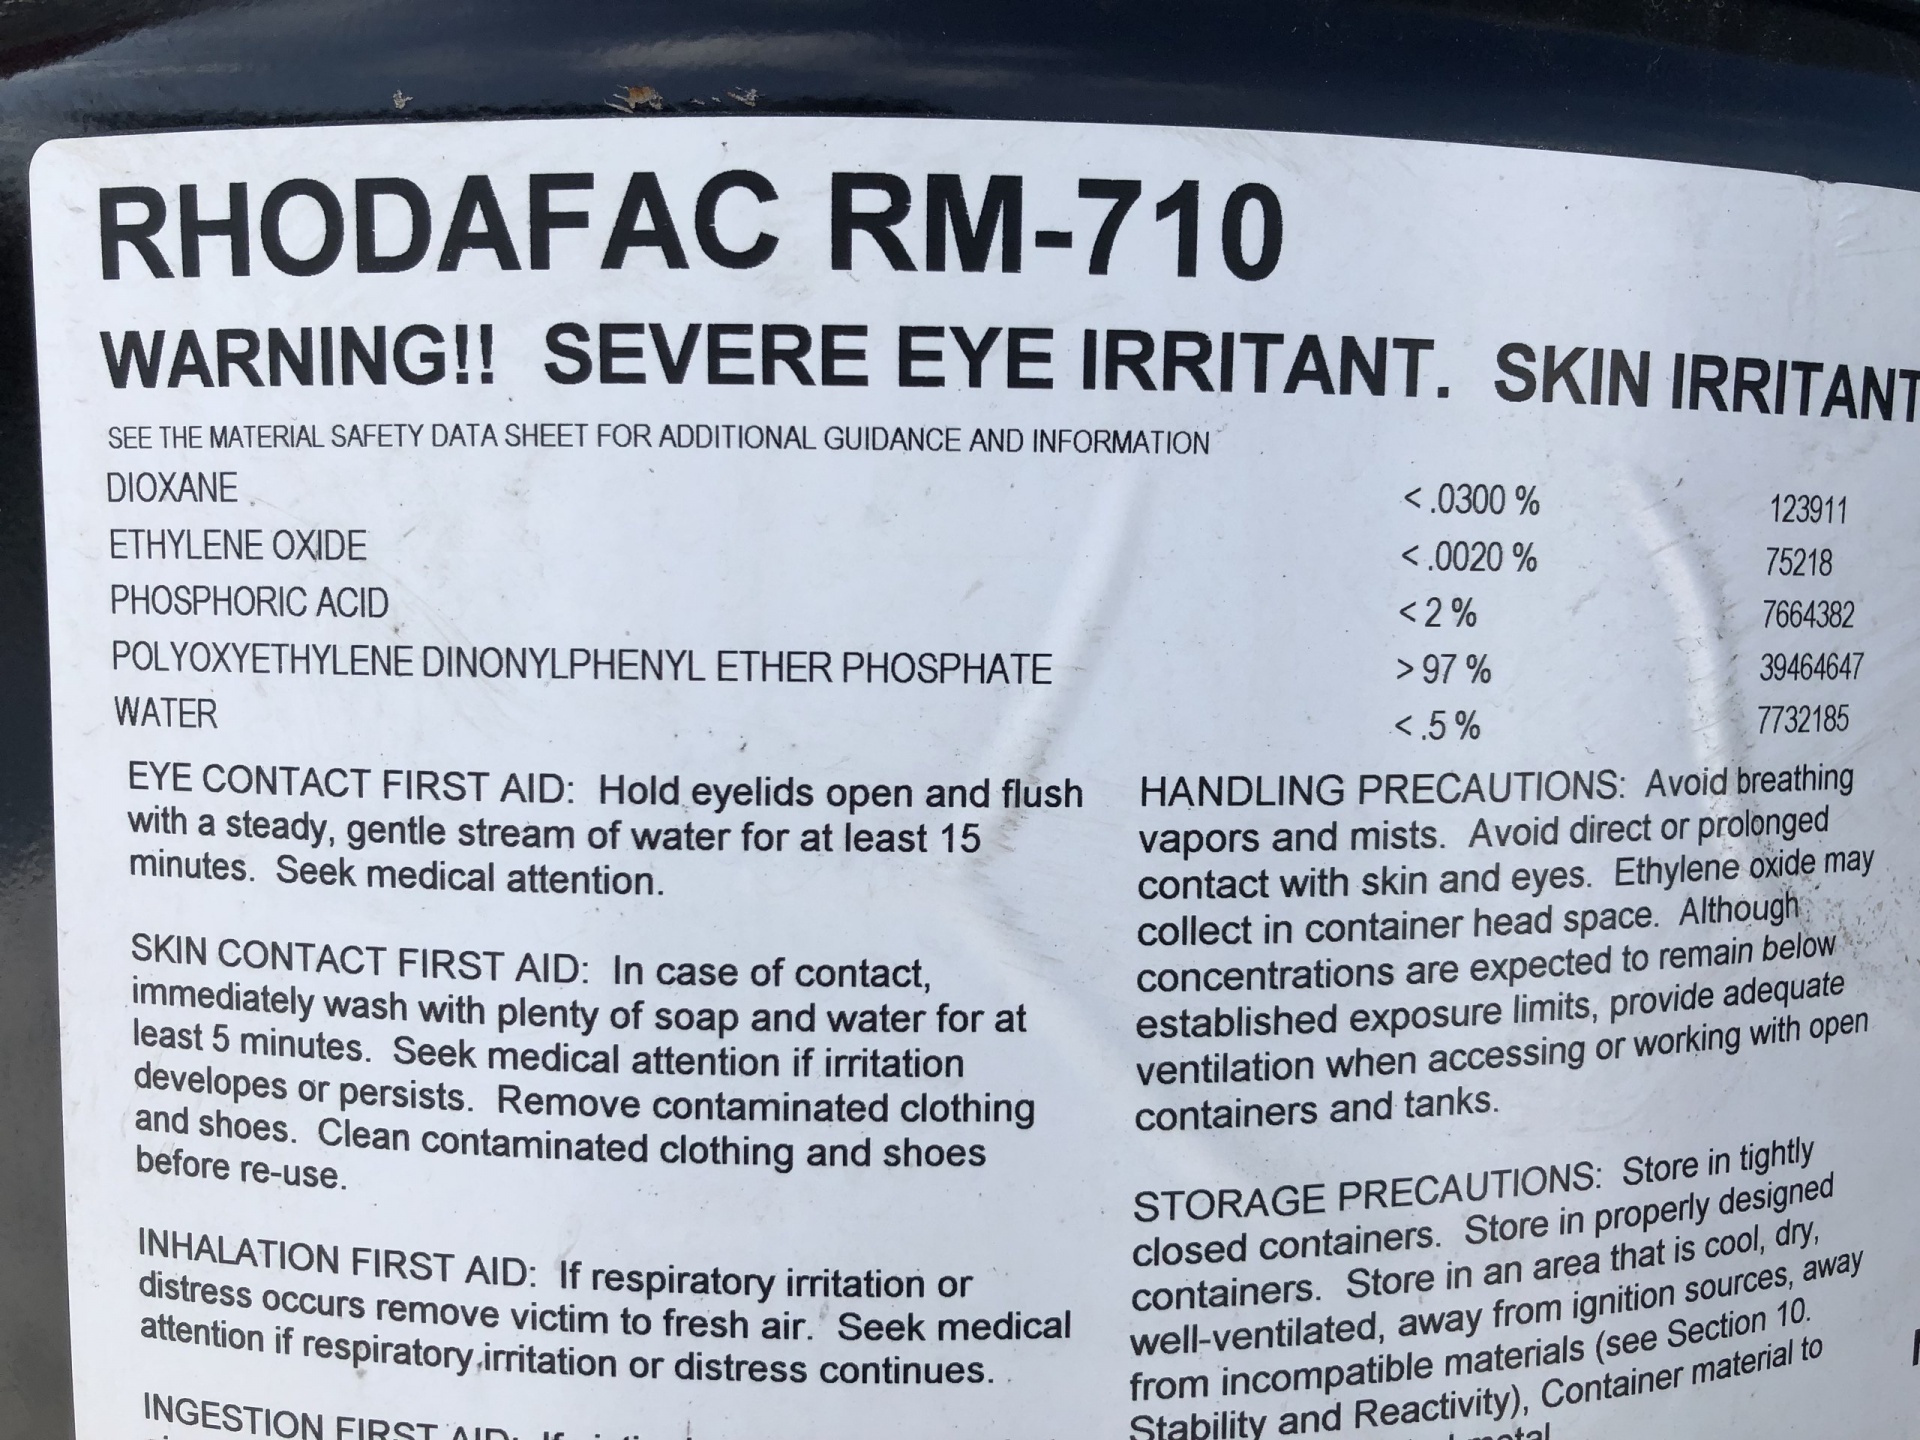 RHODAFAC RM-710
WARNING!! SEVERE EYE IRRITANT. SKIN IRRITANT
SEE THE MATERIAL SAFETY DATA SHEET FOR ADDITIONAL GUIDANCE AND INFORMATION
DIOXANE < .0300 % 123911
ETHYLENE OXIDE < .0020 % 75218
PHOSPHORIC ACID < 2 % 7664382
POLYOXYETHYLENE DINONYLPHENYL ETHER PHOSPHATE > 97 % 39464647
WATER < .5 % 7732185
EYE CONTACT FIRST AID: Hold eyelids open and flush
with a steady, gentle stream of water for at least 15
minutes. Seek medical attention.
SKIN CONTACT FIRST AID: In case of contact,
immediately wash with plenty of soap and water for at
least 5 minutes. Seek medical attention if irritation
developes or persists. Remove contaminated clothing
and shoes. Clean contaminated clothing and shoes
before re-use.
INHALATION FIRST AID: If respiratory irritation or
distress occurs remove victim to fresh air. Seek medical
attention if respiratory irritation or distress continues.
INGESTION FIRST AID: If
HANDLING PRECAUTIONS: Avoid breathing
vapors and mists. Avoid direct or prolonged
contact with skin and eyes. Ethylene oxide may
collect in container head space. Although
concentrations are expected to remain below
established exposure limits, provide adequate
ventilation when accessing or working with open
containers and tanks.
STORAGE PRECAUTIONS: Store in tightly
closed containers. Store in properly designed
containers. Store in an area that is cool, dry,
well-ventilated, away from ignition sources, away
from incompatible materials (see Section 10.
Stability and Reactivity), Container material to
metal